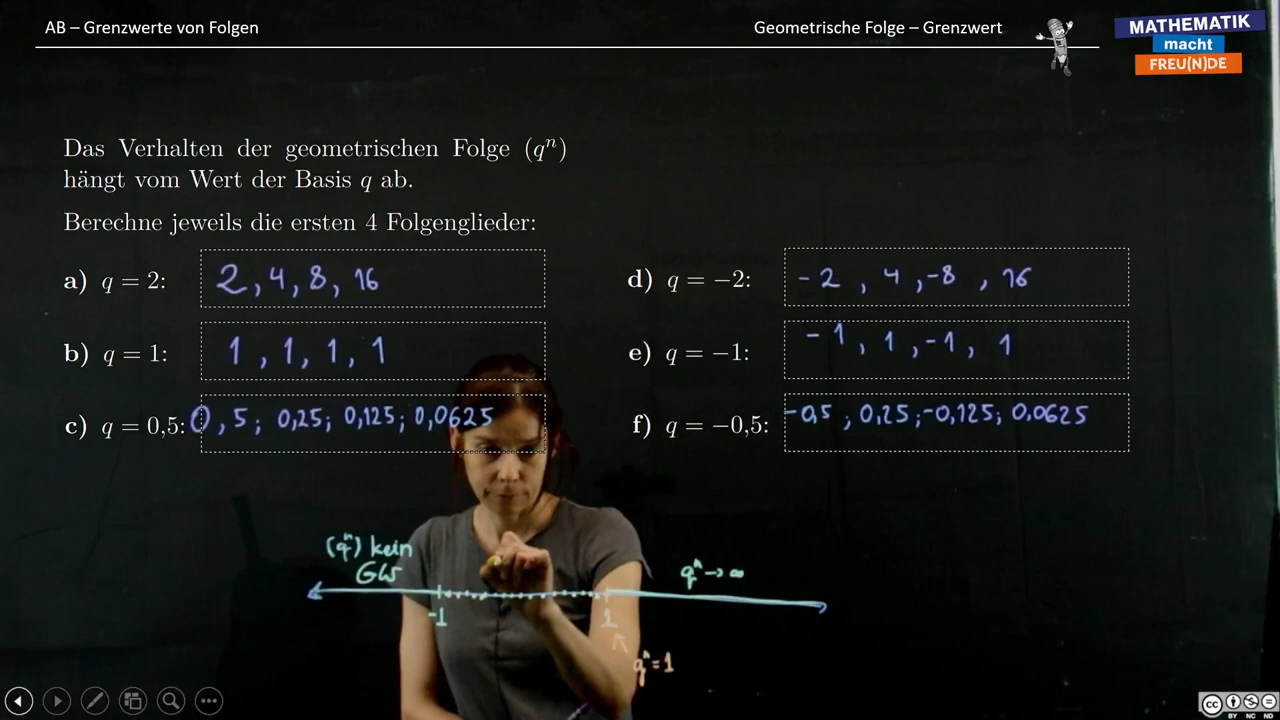 AB – Grenzwerte von Folgen
Geometrische Folge – Grenzwert
MATHEMATIK
macht
FREU(N)DE
Das Verhalten der geometrischen Folge (qⁿ)
hängt vom Wert der Basis q ab.
Berechne jeweils die ersten 4 Folgenglieder:
a) q = 2: 2, 4, 8, 16
b) q = 1: 1, 1, 1, 1
c) q = 0,5: 0,5; 0,25; 0,125; 0,0625
d) q = −2: -2, 4, -8, 16
e) q = −1: -1, 1, -1, 1
f) q = −0,5: -0,5; 0,25; -0,125; 0,0625
(qⁿ) kein
GW
qⁿ → ∞
-1
1
qⁿ = 1
cc
BY NC ND